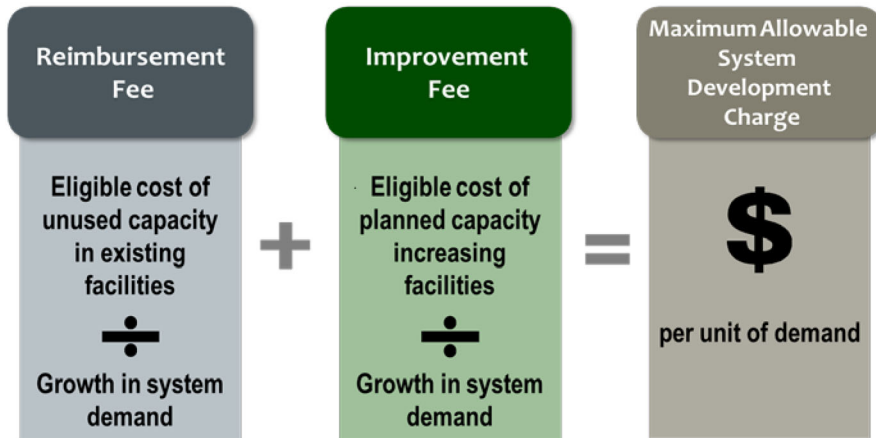 Reimbursement
Fee
Eligible cost of
unused capacity
in existing
facilities
÷
Growth in system
demand
+
Improvement
Fee
Eligible cost of
planned capacity
increasing
facilities
÷
Growth in system
demand
=
Maximum Allowable
System
Development
Charge
$
per unit of demand